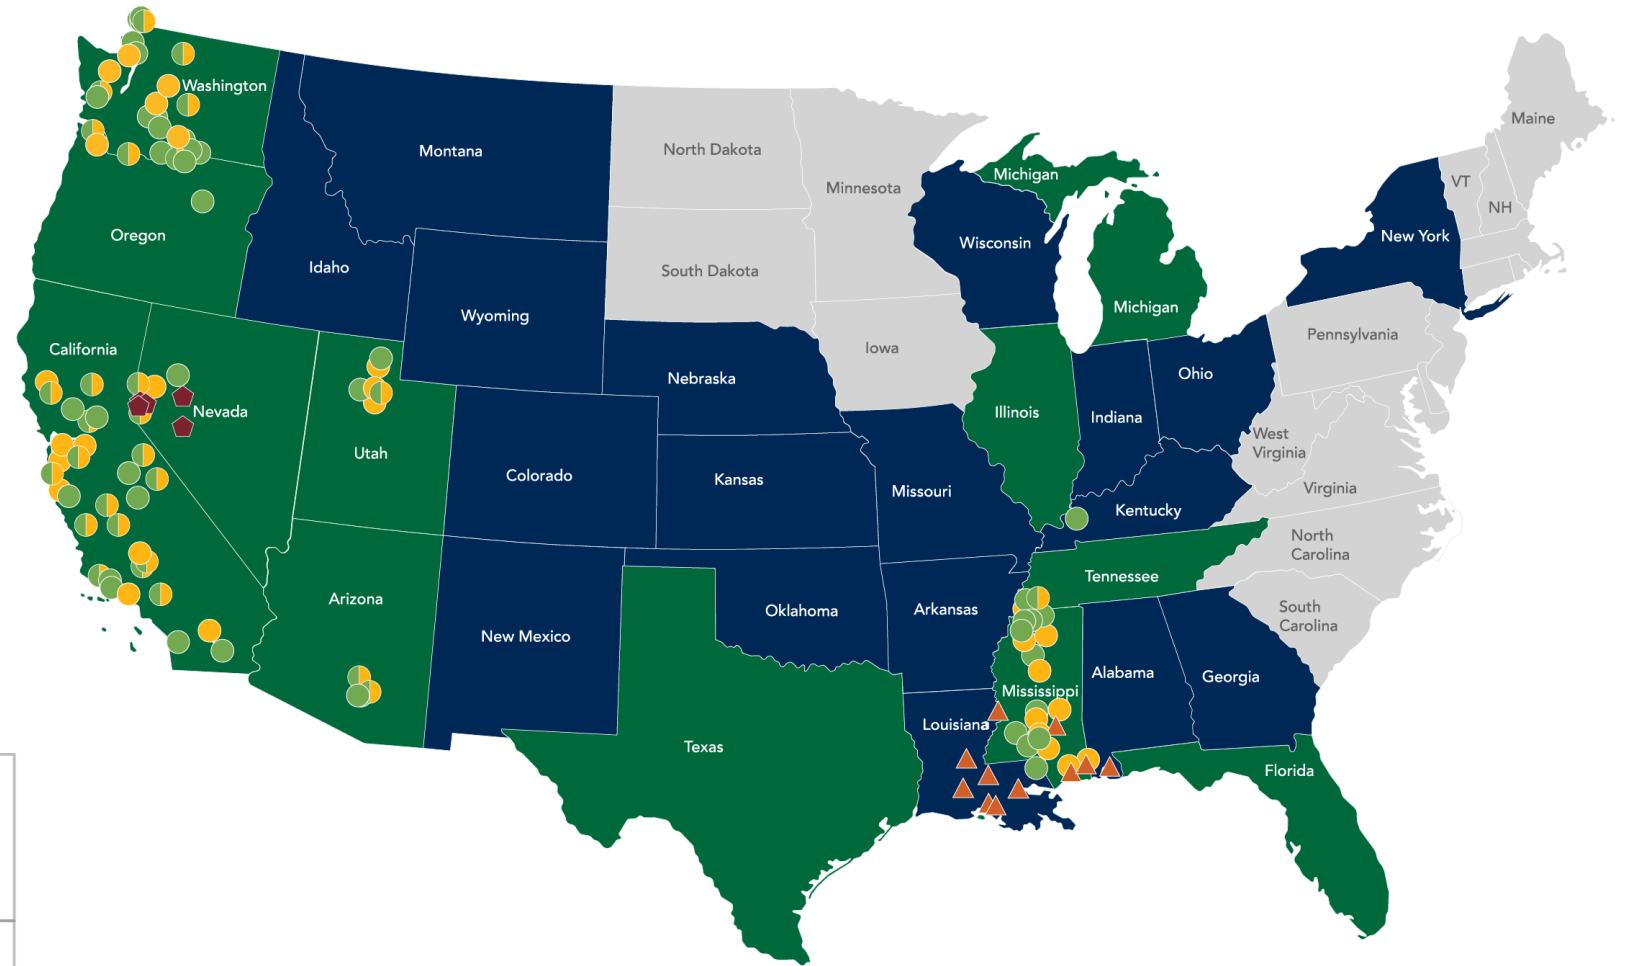 Washington
Montana
North Dakota
Minnesota
Michigan
Maine
VT
NH
Oregon
Idaho
Wyoming
South Dakota
Wisconsin
New York
Michigan
California
Nevada
Utah
Colorado
Nebraska
Iowa
Illinois
Indiana
Ohio
Pennsylvania
Kansas
Missouri
Kentucky
West
Virginia
Virginia
Arizona
New Mexico
Oklahoma
Arkansas
Tennessee
North
Carolina
South
Carolina
Texas
Louisiana
Mississippi
Alabama
Georgia
Florida